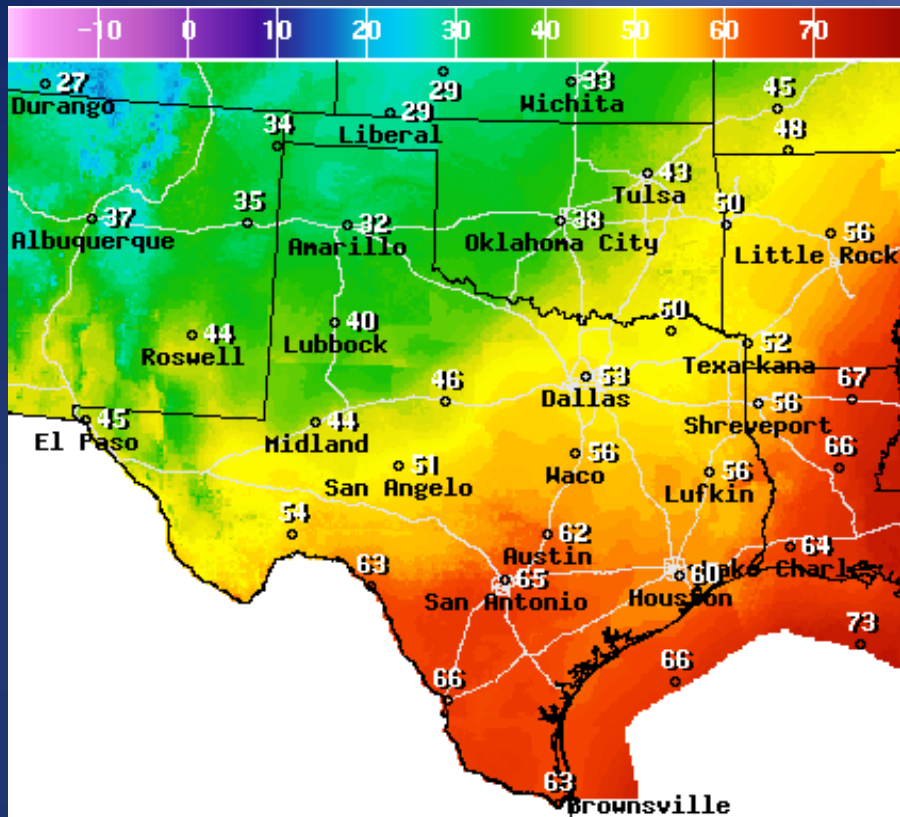 -10 0 10 20 30 40 50 60 70
27
Durango
29
33
Wichita
29
Liberal
45
48
34
43
Tulsa
37
Albuquerque
35
32
Amarillo
38
Oklahoma City
50
56
Little Rock
44
Roswell
40
Lubbock
50
52
Texarkana
53
Dallas
46
56
Shreveport
67
45
El Paso
44
Midland
51
San Angelo
56
Waco
56
Lufkin
66
54
62
Austin
64
Lake Charles
63
65
San Antonio
60
Houston
73
66
66
63
Brownsville